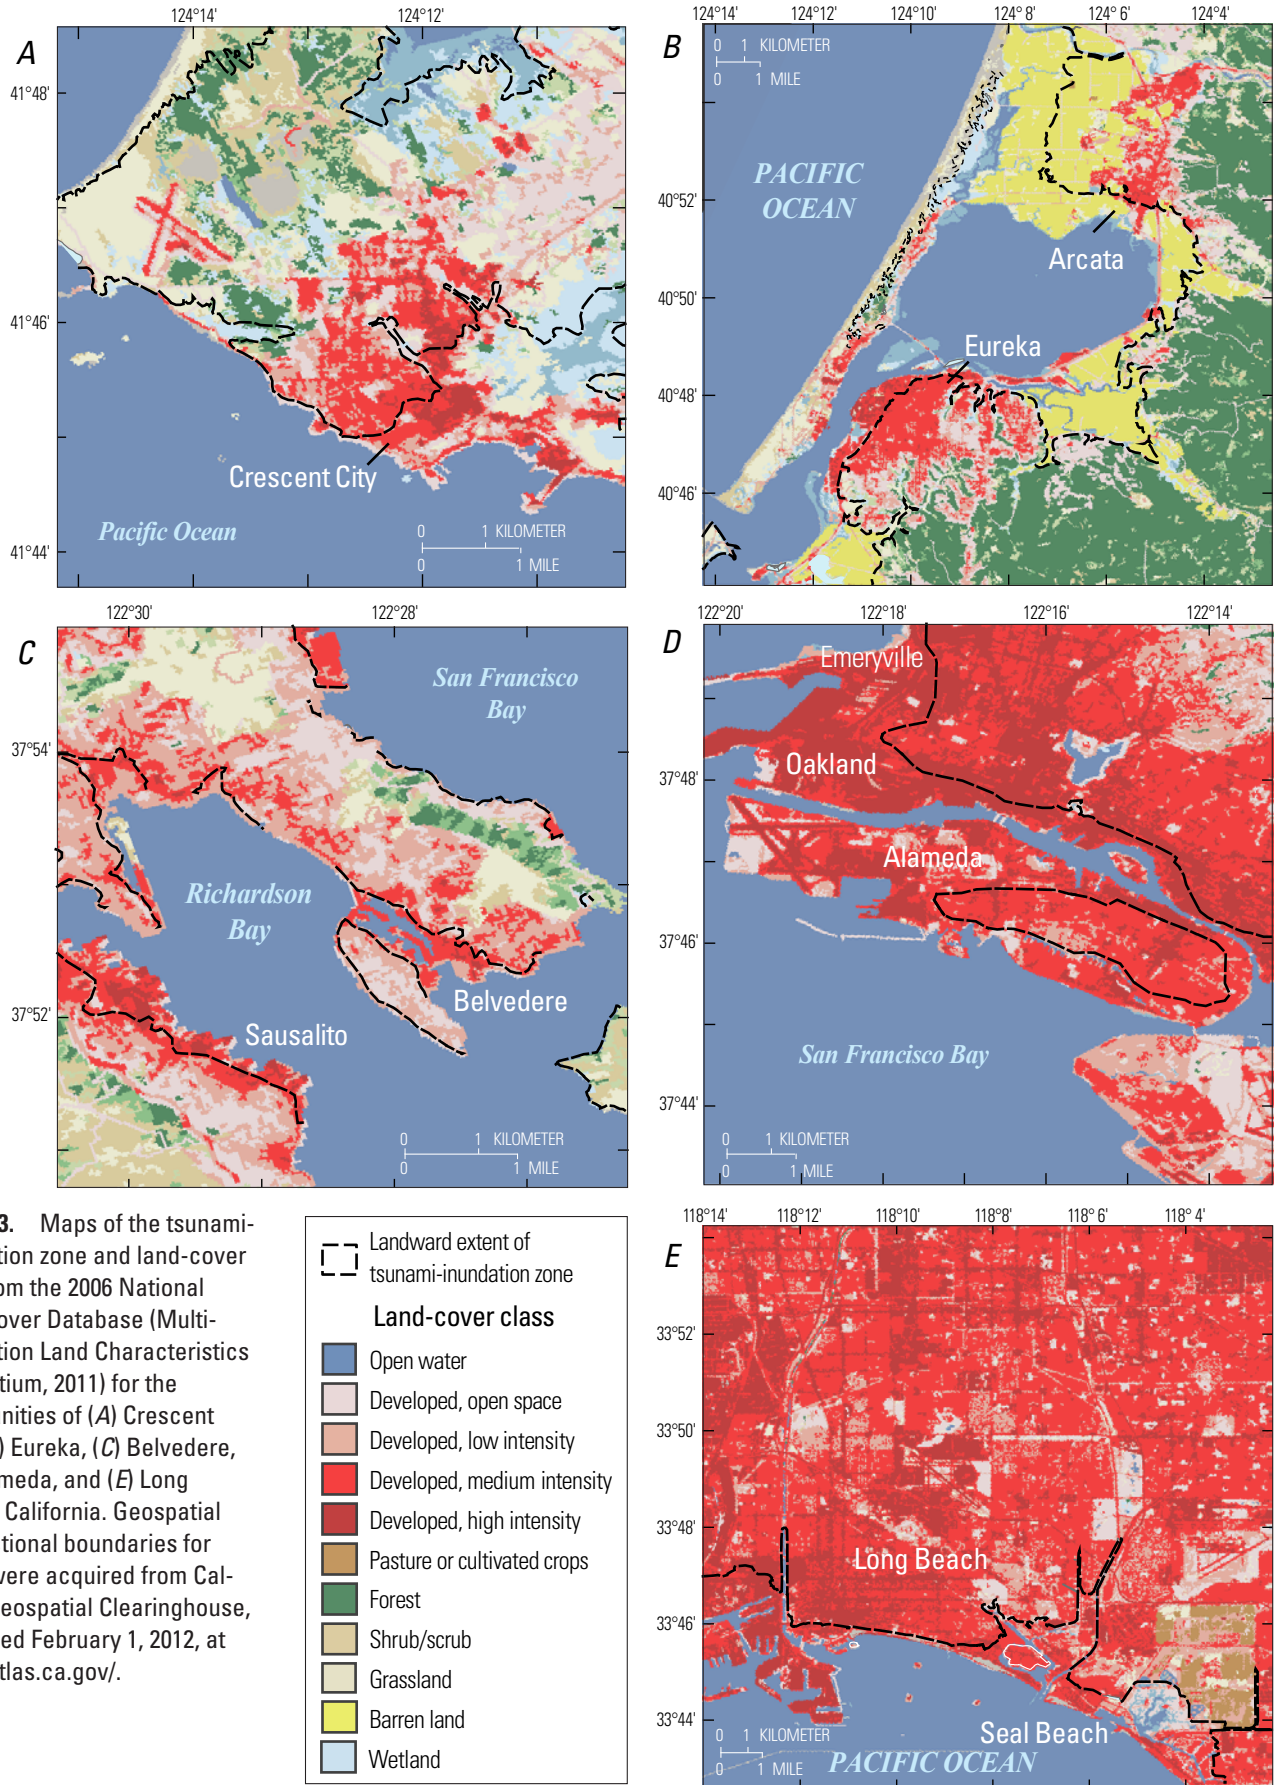 124°14'
124°12'
A
41°48'
41°46'
41°44'
Crescent City
Pacific Ocean
0 1 KILOMETER
0 1 MILE
124°14' 124°12' 124°10' 124°8' 124°6' 124°4'
B
0 1 KILOMETER
0 1 MILE
PACIFIC
OCEAN
40°52'
Arcata
40°50'
Eureka
40°48'
40°46'
122°30' 122°28'
C
San Francisco
Bay
37°54'
Richardson
Bay
Belvedere
37°52'
Sausalito
0 1 KILOMETER
0 1 MILE
122°20' 122°18' 122°16' 122°14'
D
Emeryville
Oakland
37°48'
Alameda
37°46'
San Francisco Bay
37°44'
0 1 KILOMETER
0 1 MILE
3. Maps of the tsunami-
tion zone and land-cover
om the 2006 National
over Database (Multi-
tion Land Characteristics
tium, 2011) for the
nities of (A) Crescent
) Eureka, (C) Belvedere,
meda, and (E) Long
California. Geospatial
tional boundaries for
were acquired from Cal-
eospatial Clearinghouse,
ed February 1, 2012, at
tlas.ca.gov/.
Landward extent of
tsunami-inundation zone
Land-cover class
Open water
Developed, open space
Developed, low intensity
Developed, medium intensity
Developed, high intensity
Pasture or cultivated crops
Forest
Shrub/scrub
Grassland
Barren land
Wetland
118°14' 118°12' 118°10' 118°8' 118°6' 118°4'
E
33°52'
33°50'
33°48'
Long Beach
33°46'
33°44'
Seal Beach
0 1 KILOMETER
0 1 MILE
PACIFIC OCEAN